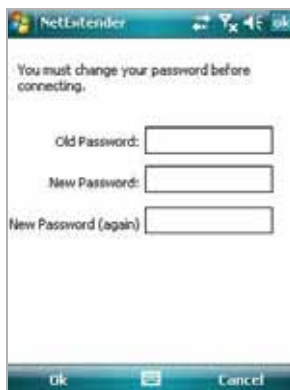 NetExtender
ok
You must change your password before
connecting.
Old Password:
New Password:
New Password (again)
Ok
Cancel